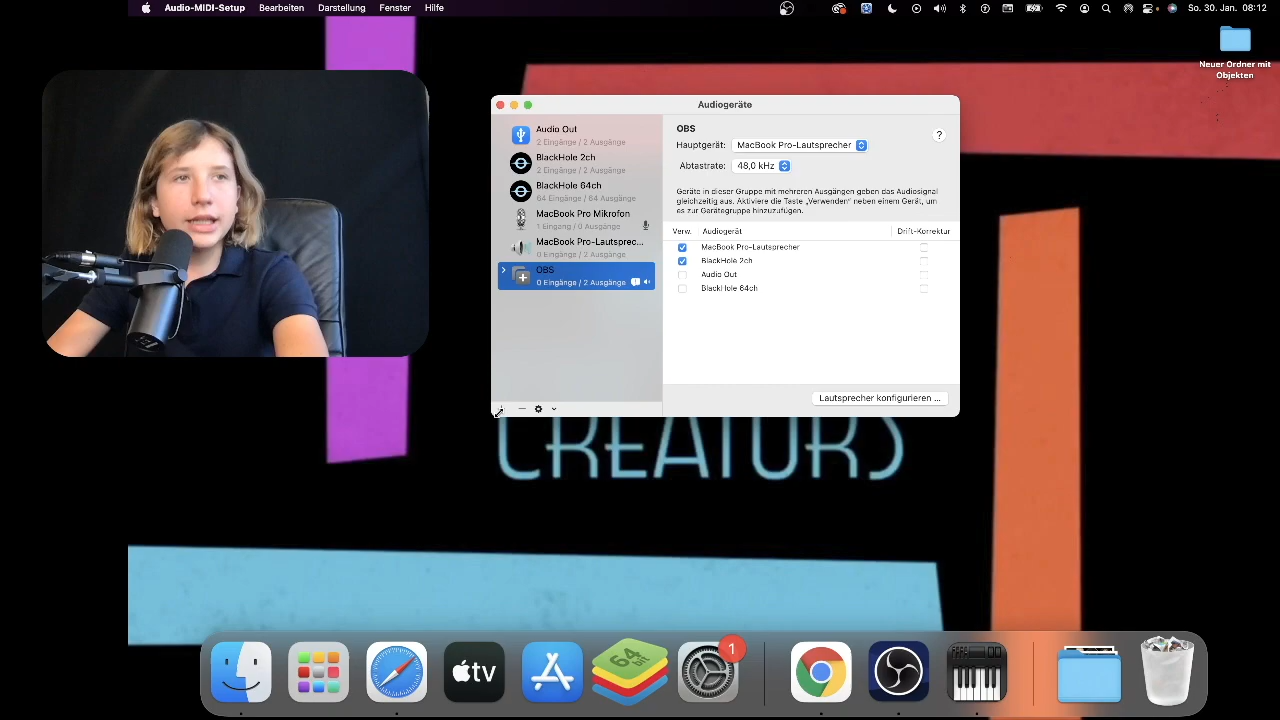 Audio-MIDI-Setup Bearbeiten Darstellung Ablage Fenster Hilfe
So. 30. Jan. 08:12
Neuer Ordner mit
Objekten
Audiogeräte
Audio Out
2 Eingänge / 2 Ausgänge
BlackHole 2ch
2 Eingänge / 2 Ausgänge
BlackHole 64ch
64 Eingänge / 64 Ausgänge
MacBook Pro Mikrofon
1 Eingang / 0 Ausgänge
MacBook Pro-Lautsprec...
0 Eingänge / 2 Ausgänge
OBS
0 Eingänge / 2 Ausgänge
OBS
?
Hauptgerät: MacBook Pro-Lautsprecher
Abtastrate: 48,0 kHz
Geräte in dieser Gruppe mit mehreren Ausgängen geben das Audiosignal
gleichzeitig aus. Aktiviere die Taste „Verwenden“ neben einem Gerät, um
es zur Gerätegruppe hinzuzufügen.
Verw. Audiogerät Drift-Korrektur
MacBook Pro-Lautsprecher
BlackHole 2ch
Audio Out
BlackHole 64ch
Lautsprecher konfigurieren ...
CREATORS
tv
64
bit
1